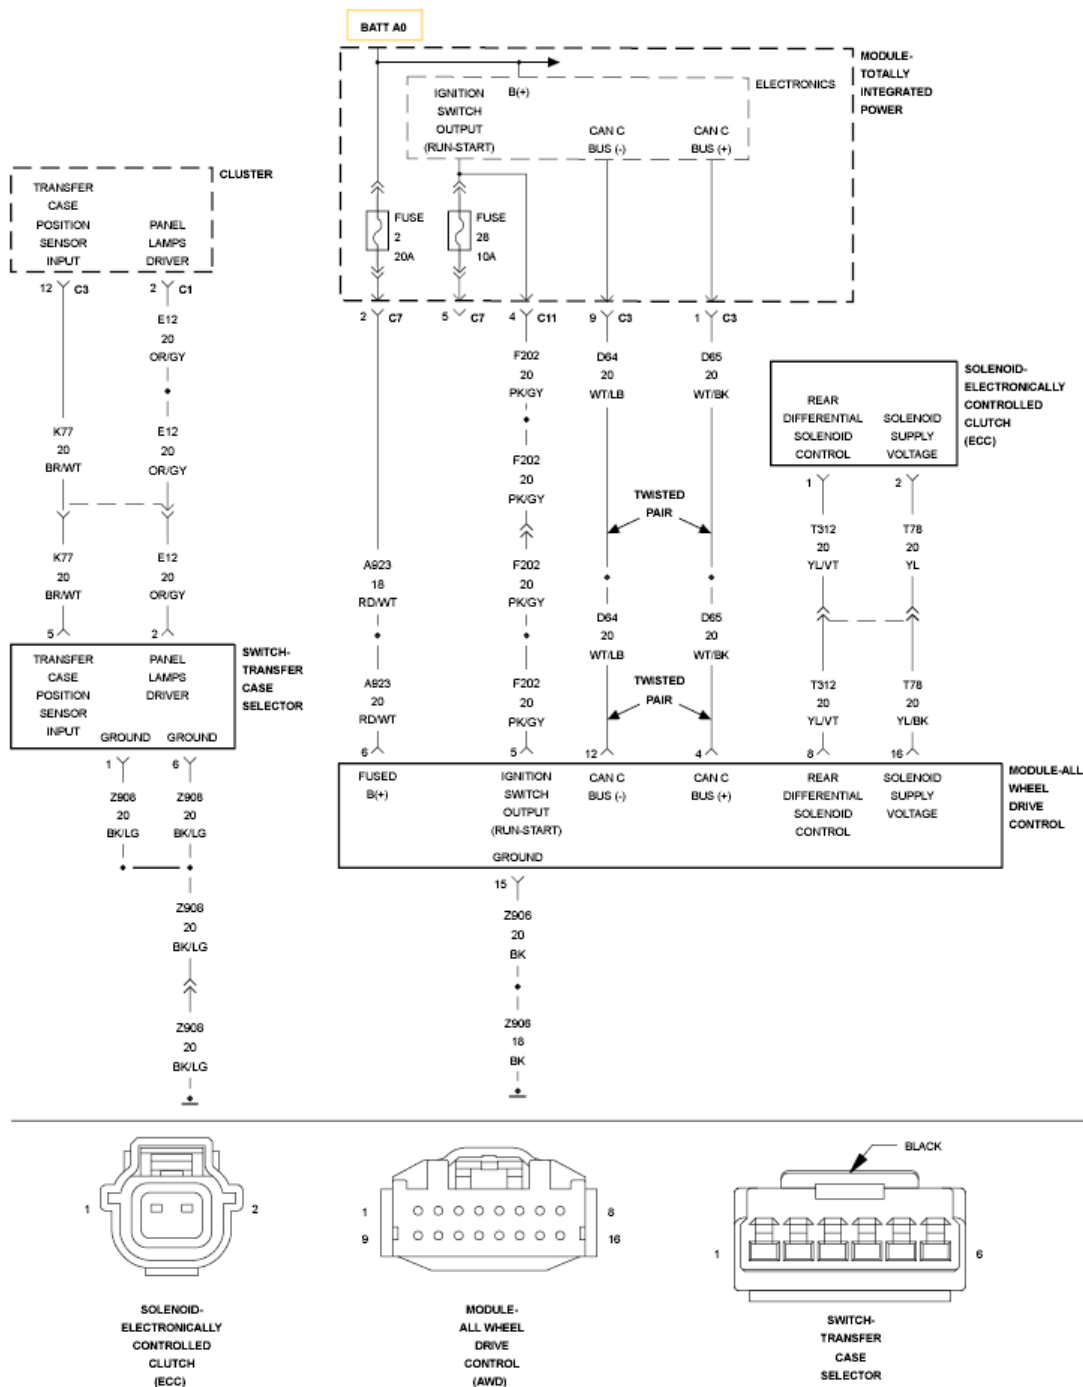 BATT A0
MODULE-
TOTALLY
INTEGRATED
POWER
ELECTRONICS
IGNITION
SWITCH
OUTPUT
(RUN-START)
B(+)
CAN C
BUS (-)
CAN C
BUS (+)
FUSE
2
20A
FUSE
28
10A
CLUSTER
TRANSFER
CASE
POSITION
SENSOR
INPUT
PANEL
LAMPS
DRIVER
12 C3
2 C1
2 C7
5 C7
4 C11
9 C3
1 C3
E12
20
OR/GY
K77
20
BR/WT
E12
20
OR/GY
K77
20
BR/WT
E12
20
OR/GY
5
2
SWITCH-
TRANSFER
CASE
SELECTOR
TRANSFER
CASE
POSITION
SENSOR
INPUT
PANEL
LAMPS
DRIVER
GROUND
GROUND
1
6
Z908
20
BK/LG
Z908
20
BK/LG
Z908
20
BK/LG
Z908
20
BK/LG
A923
18
RD/WT
A923
20
RD/WT
F202
20
PK/GY
F202
20
PK/GY
F202
20
PK/GY
F202
20
PK/GY
D64
20
WT/LB
D65
20
WT/BK
TWISTED
PAIR
D64
20
WT/LB
D65
20
WT/BK
TWISTED
PAIR
SOLENOID-
ELECTRONICALLY
CONTROLLED
CLUTCH
(ECC)
REAR
DIFFERENTIAL
SOLENOID
CONTROL
SOLENOID
SUPPLY
VOLTAGE
1
2
T312
20
YL/VT
T78
20
YL
T312
20
YL/VT
T78
20
YL/BK
6
5
12
4
8
16
MODULE-ALL
WHEEL
DRIVE
CONTROL
FUSED
B(+)
IGNITION
SWITCH
OUTPUT
(RUN-START)
CAN C
BUS (-)
CAN C
BUS (+)
REAR
DIFFERENTIAL
SOLENOID
CONTROL
SOLENOID
SUPPLY
VOLTAGE
GROUND
15
Z906
20
BK
Z906
18
BK
1
2
SOLENOID-
ELECTRONICALLY
CONTROLLED
CLUTCH
(ECC)
1
8
9
16
MODULE-
ALL WHEEL
DRIVE
CONTROL
(AWD)
BLACK
1
6
SWITCH-
TRANSFER
CASE
SELECTOR